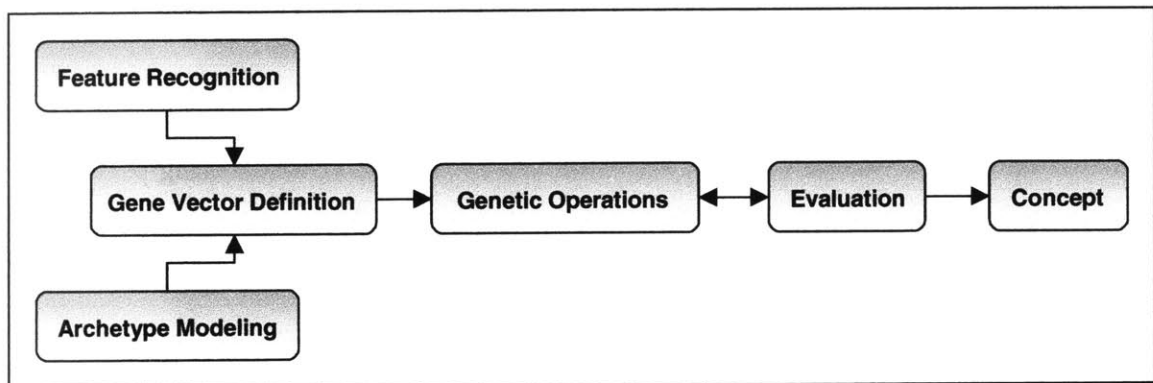 Feature Recognition
Gene Vector Definition
Genetic Operations
Evaluation
Concept
Archetype Modeling